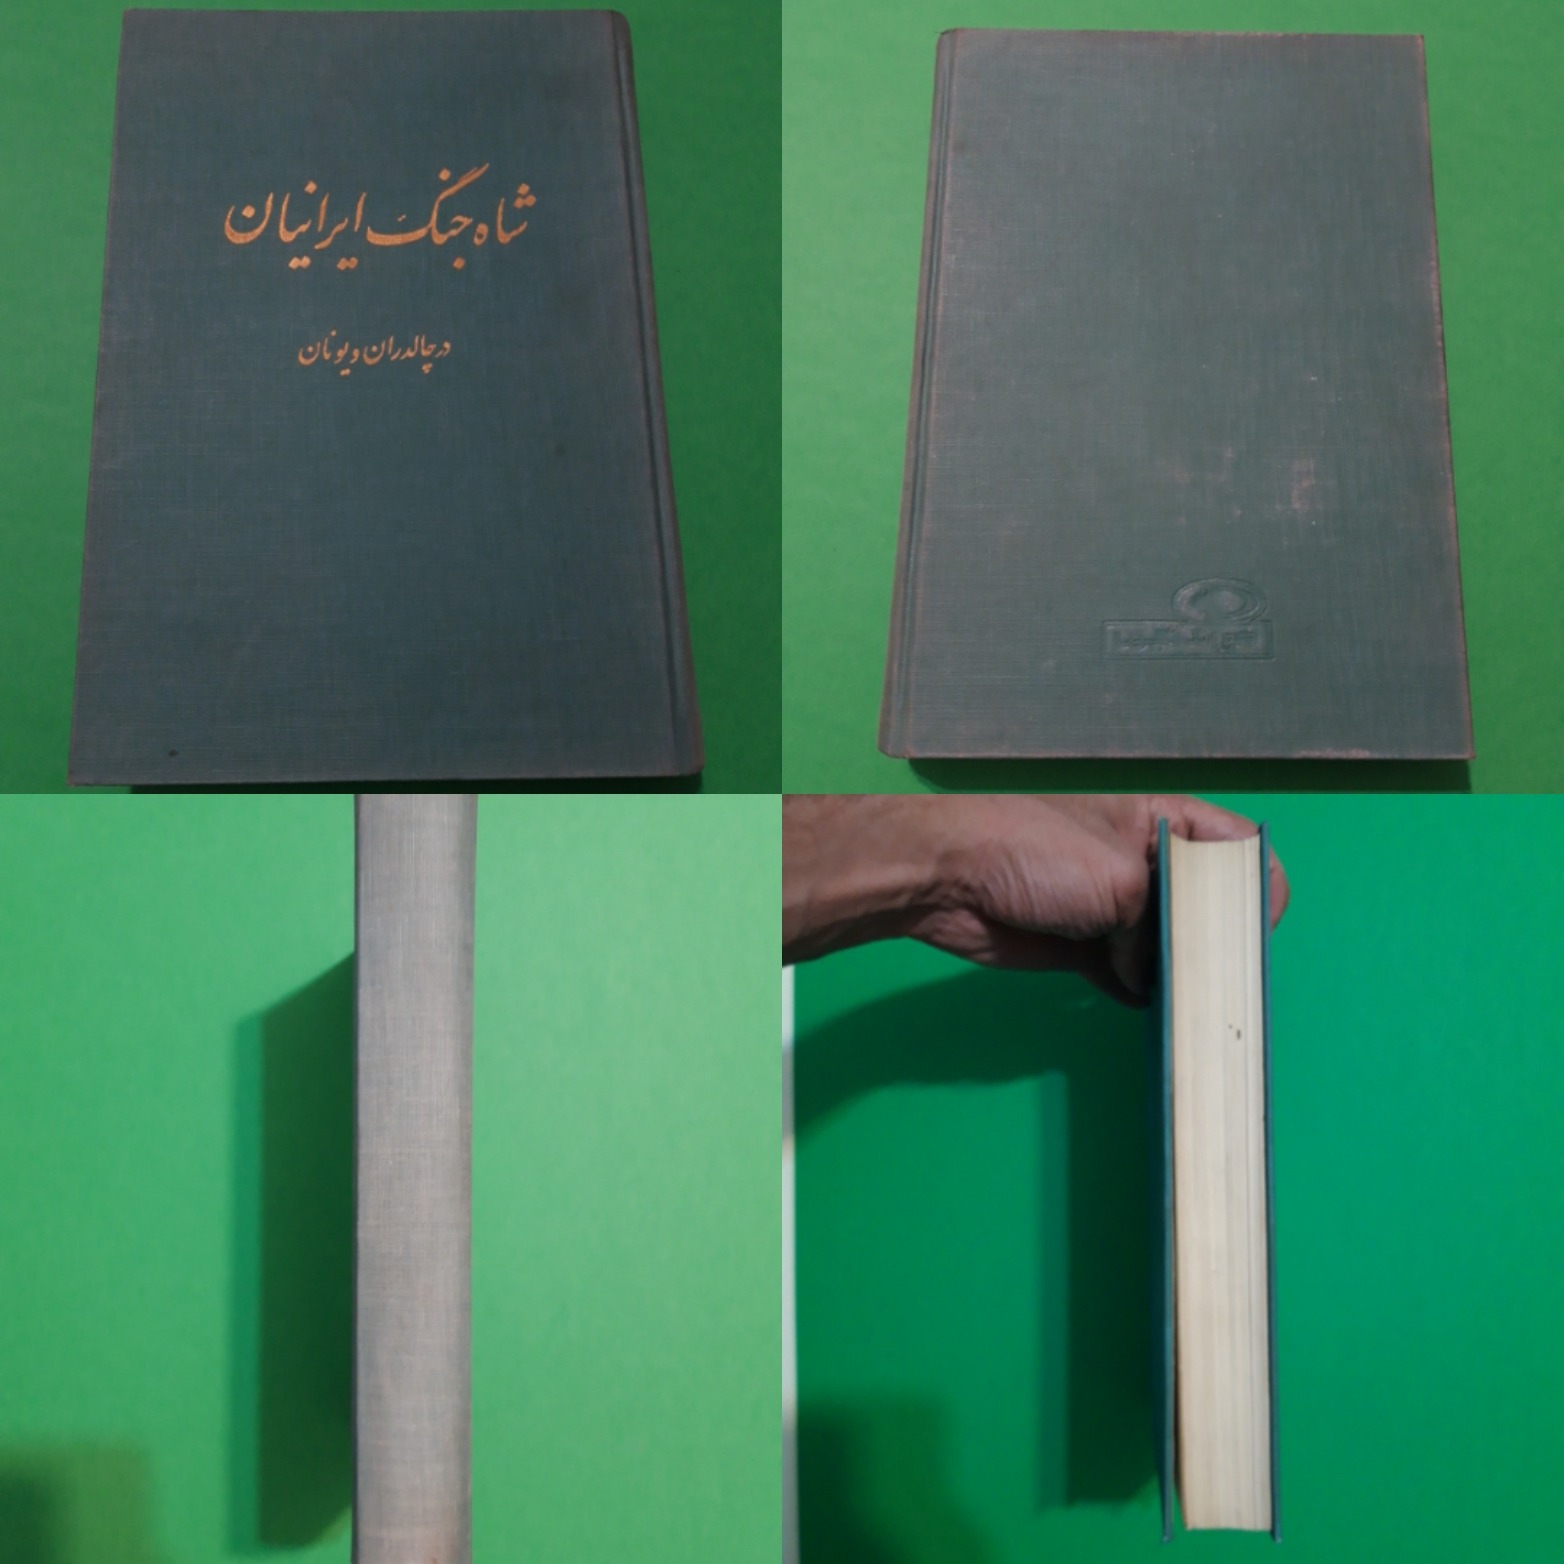 شاه جنگ ایرانیان
در چالدران و یونان